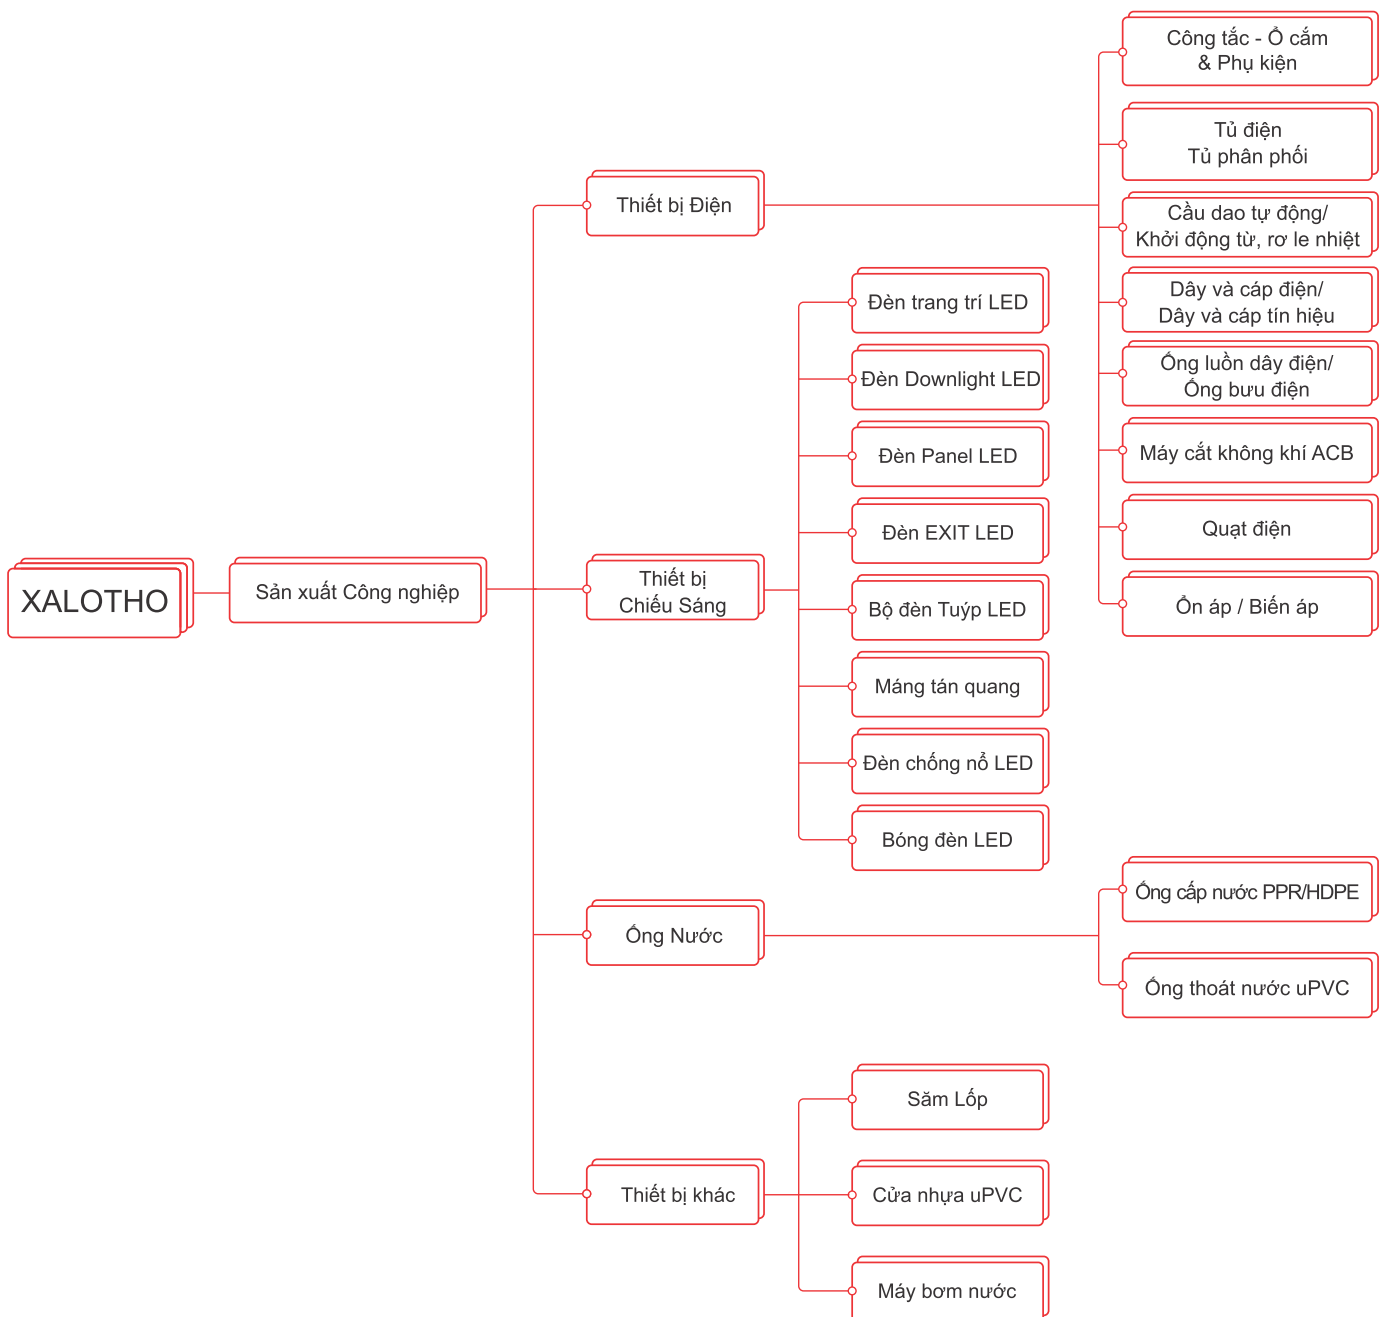 XALOTHO
Sản xuất Công nghiệp
Thiết bị Điện
Công tắc - Ổ cắm
& Phụ kiện
Tủ điện
Tủ phân phối
Cầu dao tự động/
Khởi động từ, rơ le nhiệt
Dây và cáp điện/
Dây và cáp tín hiệu
Ống luồn dây điện/
Ống bưu điện
Máy cắt không khí ACB
Quạt điện
Ổn áp / Biến áp
Thiết bị
Chiếu Sáng
Đèn trang trí LED
Đèn Downlight LED
Đèn Panel LED
Đèn EXIT LED
Bộ đèn Tuýp LED
Máng tán quang
Đèn chống nổ LED
Bóng đèn LED
Ống Nước
Ống cấp nước PPR/HDPE
Ống thoát nước uPVC
Thiết bị khác
Săm Lốp
Cửa nhựa uPVC
Máy bơm nước